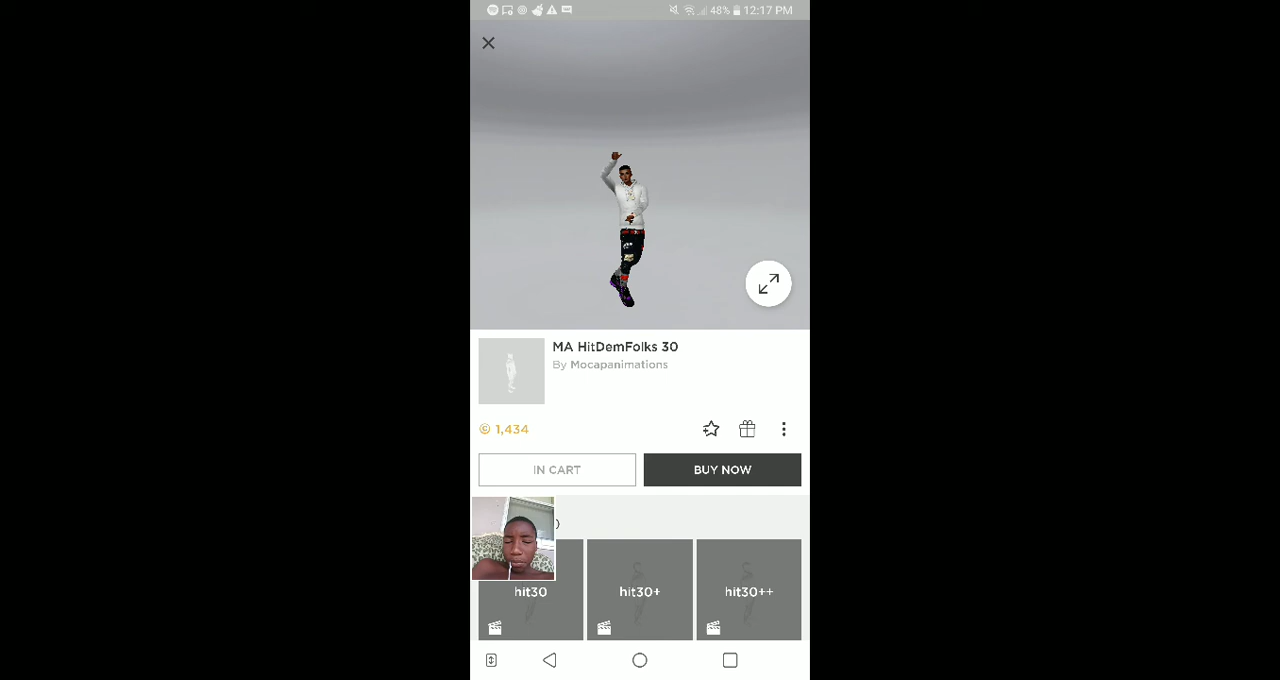 48% 12:17 PM
MA HitDemFolks 30
By Mocapanimations
© 1,434
IN CART
BUY NOW
)
hit30
hit30+
hit30++